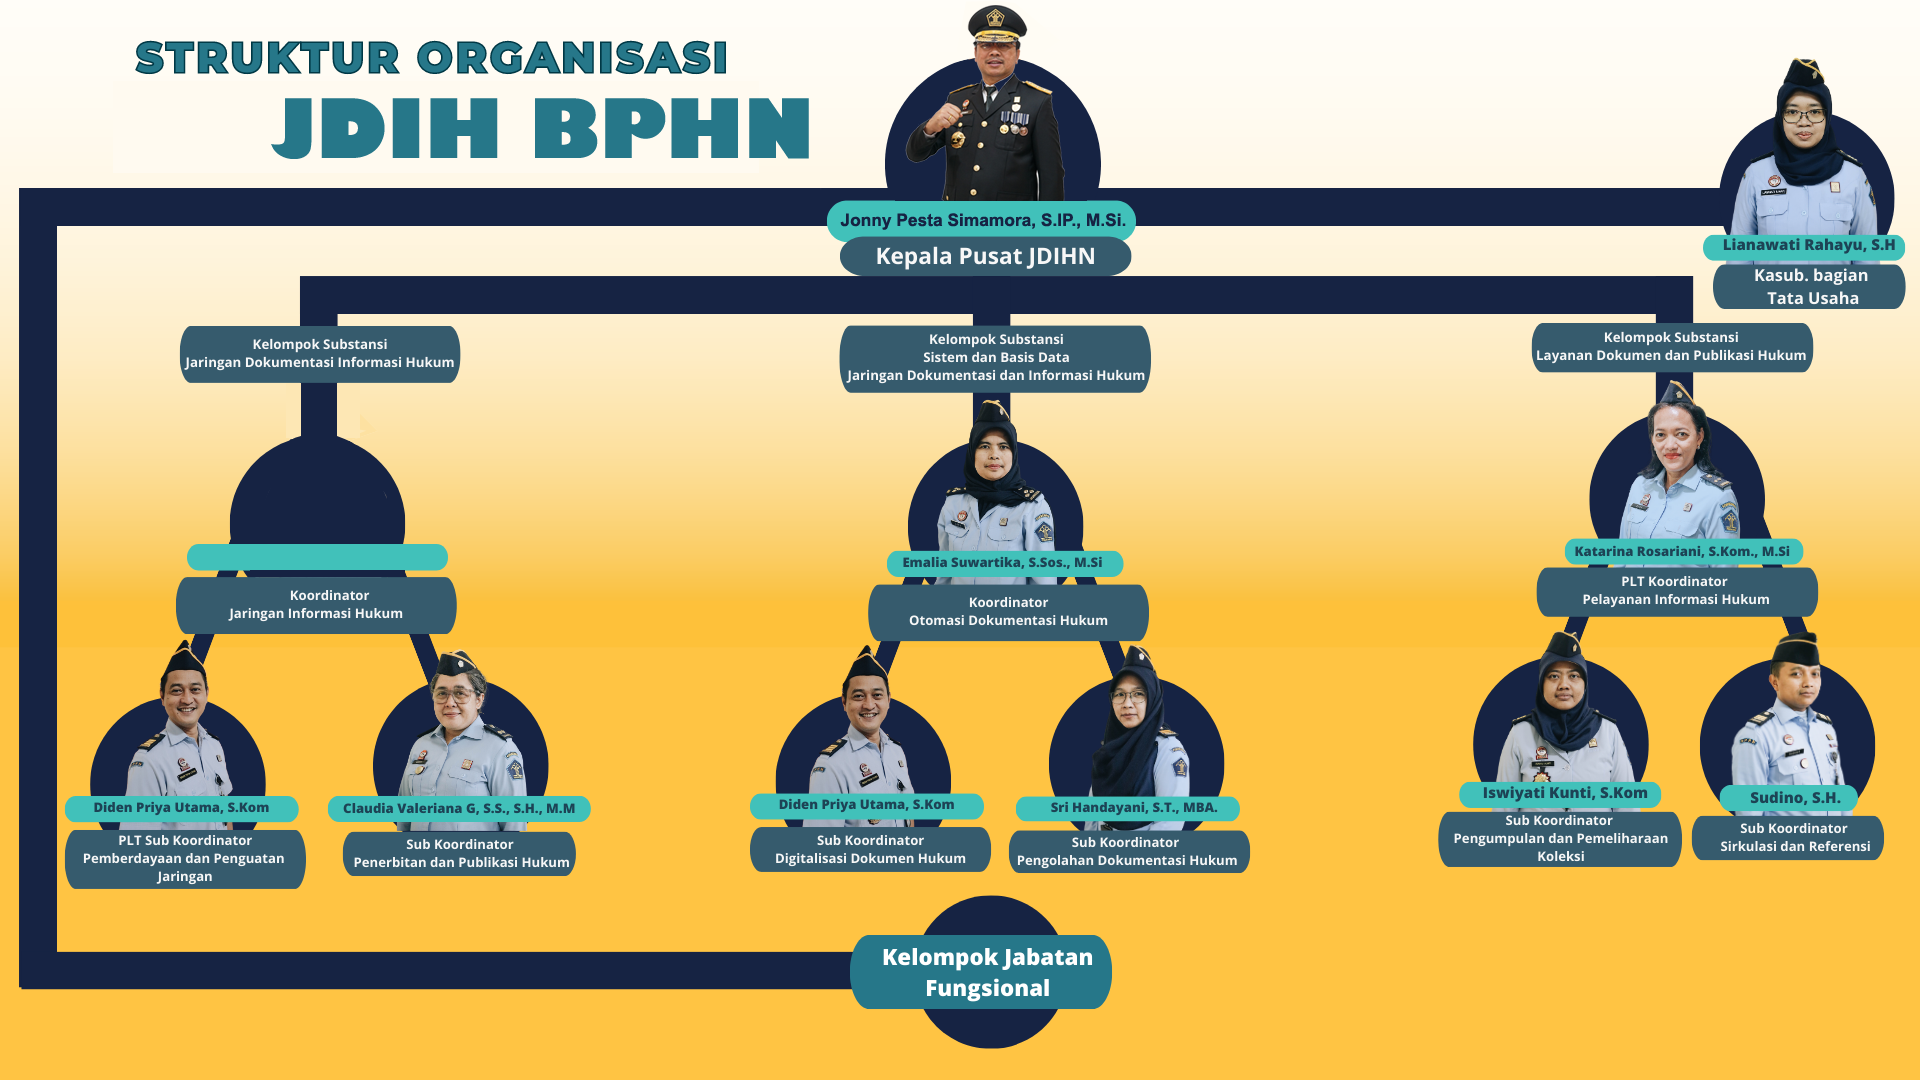 STRUKTUR ORGANISASI
JDIH BPHN
Jonny Pesta Simamora, S.IP., M.Si.
Kepala Pusat JDIHN
Lianawati Rahayu, S.H
Kasub. bagian
Tata Usaha
Kelompok Substansi
Jaringan Dokumentasi Informasi Hukum
Kelompok Substansi
Sistem dan Basis Data
Jaringan Dokumentasi dan Informasi Hukum
Kelompok Substansi
Layanan Dokumen dan Publikasi Hukum
Koordinator
Jaringan Informasi Hukum
Emalia Suwartika, S.Sos., M.Si
Koordinator
Otomasi Dokumentasi Hukum
Katarina Rosariani, S.Kom., M.Si
PLT Koordinator
Pelayanan Informasi Hukum
Diden Priya Utama, S.Kom
PLT Sub Koordinator
Pemberdayaan dan Penguatan
Jaringan
Claudia Valeriana G, S.S., S.H., M.M
Sub Koordinator
Penerbitan dan Publikasi Hukum
Diden Priya Utama, S.Kom
Sub Koordinator
Digitalisasi Dokumen Hukum
Sri Handayani, S.T., MBA.
Sub Koordinator
Pengolahan Dokumentasi Hukum
Iswiyati Kunti, S.Kom
Sub Koordinator
Pengumpulan dan Pemeliharaan
Koleksi
Sudino, S.H.
Sub Koordinator
Sirkulasi dan Referensi
Kelompok Jabatan
Fungsional